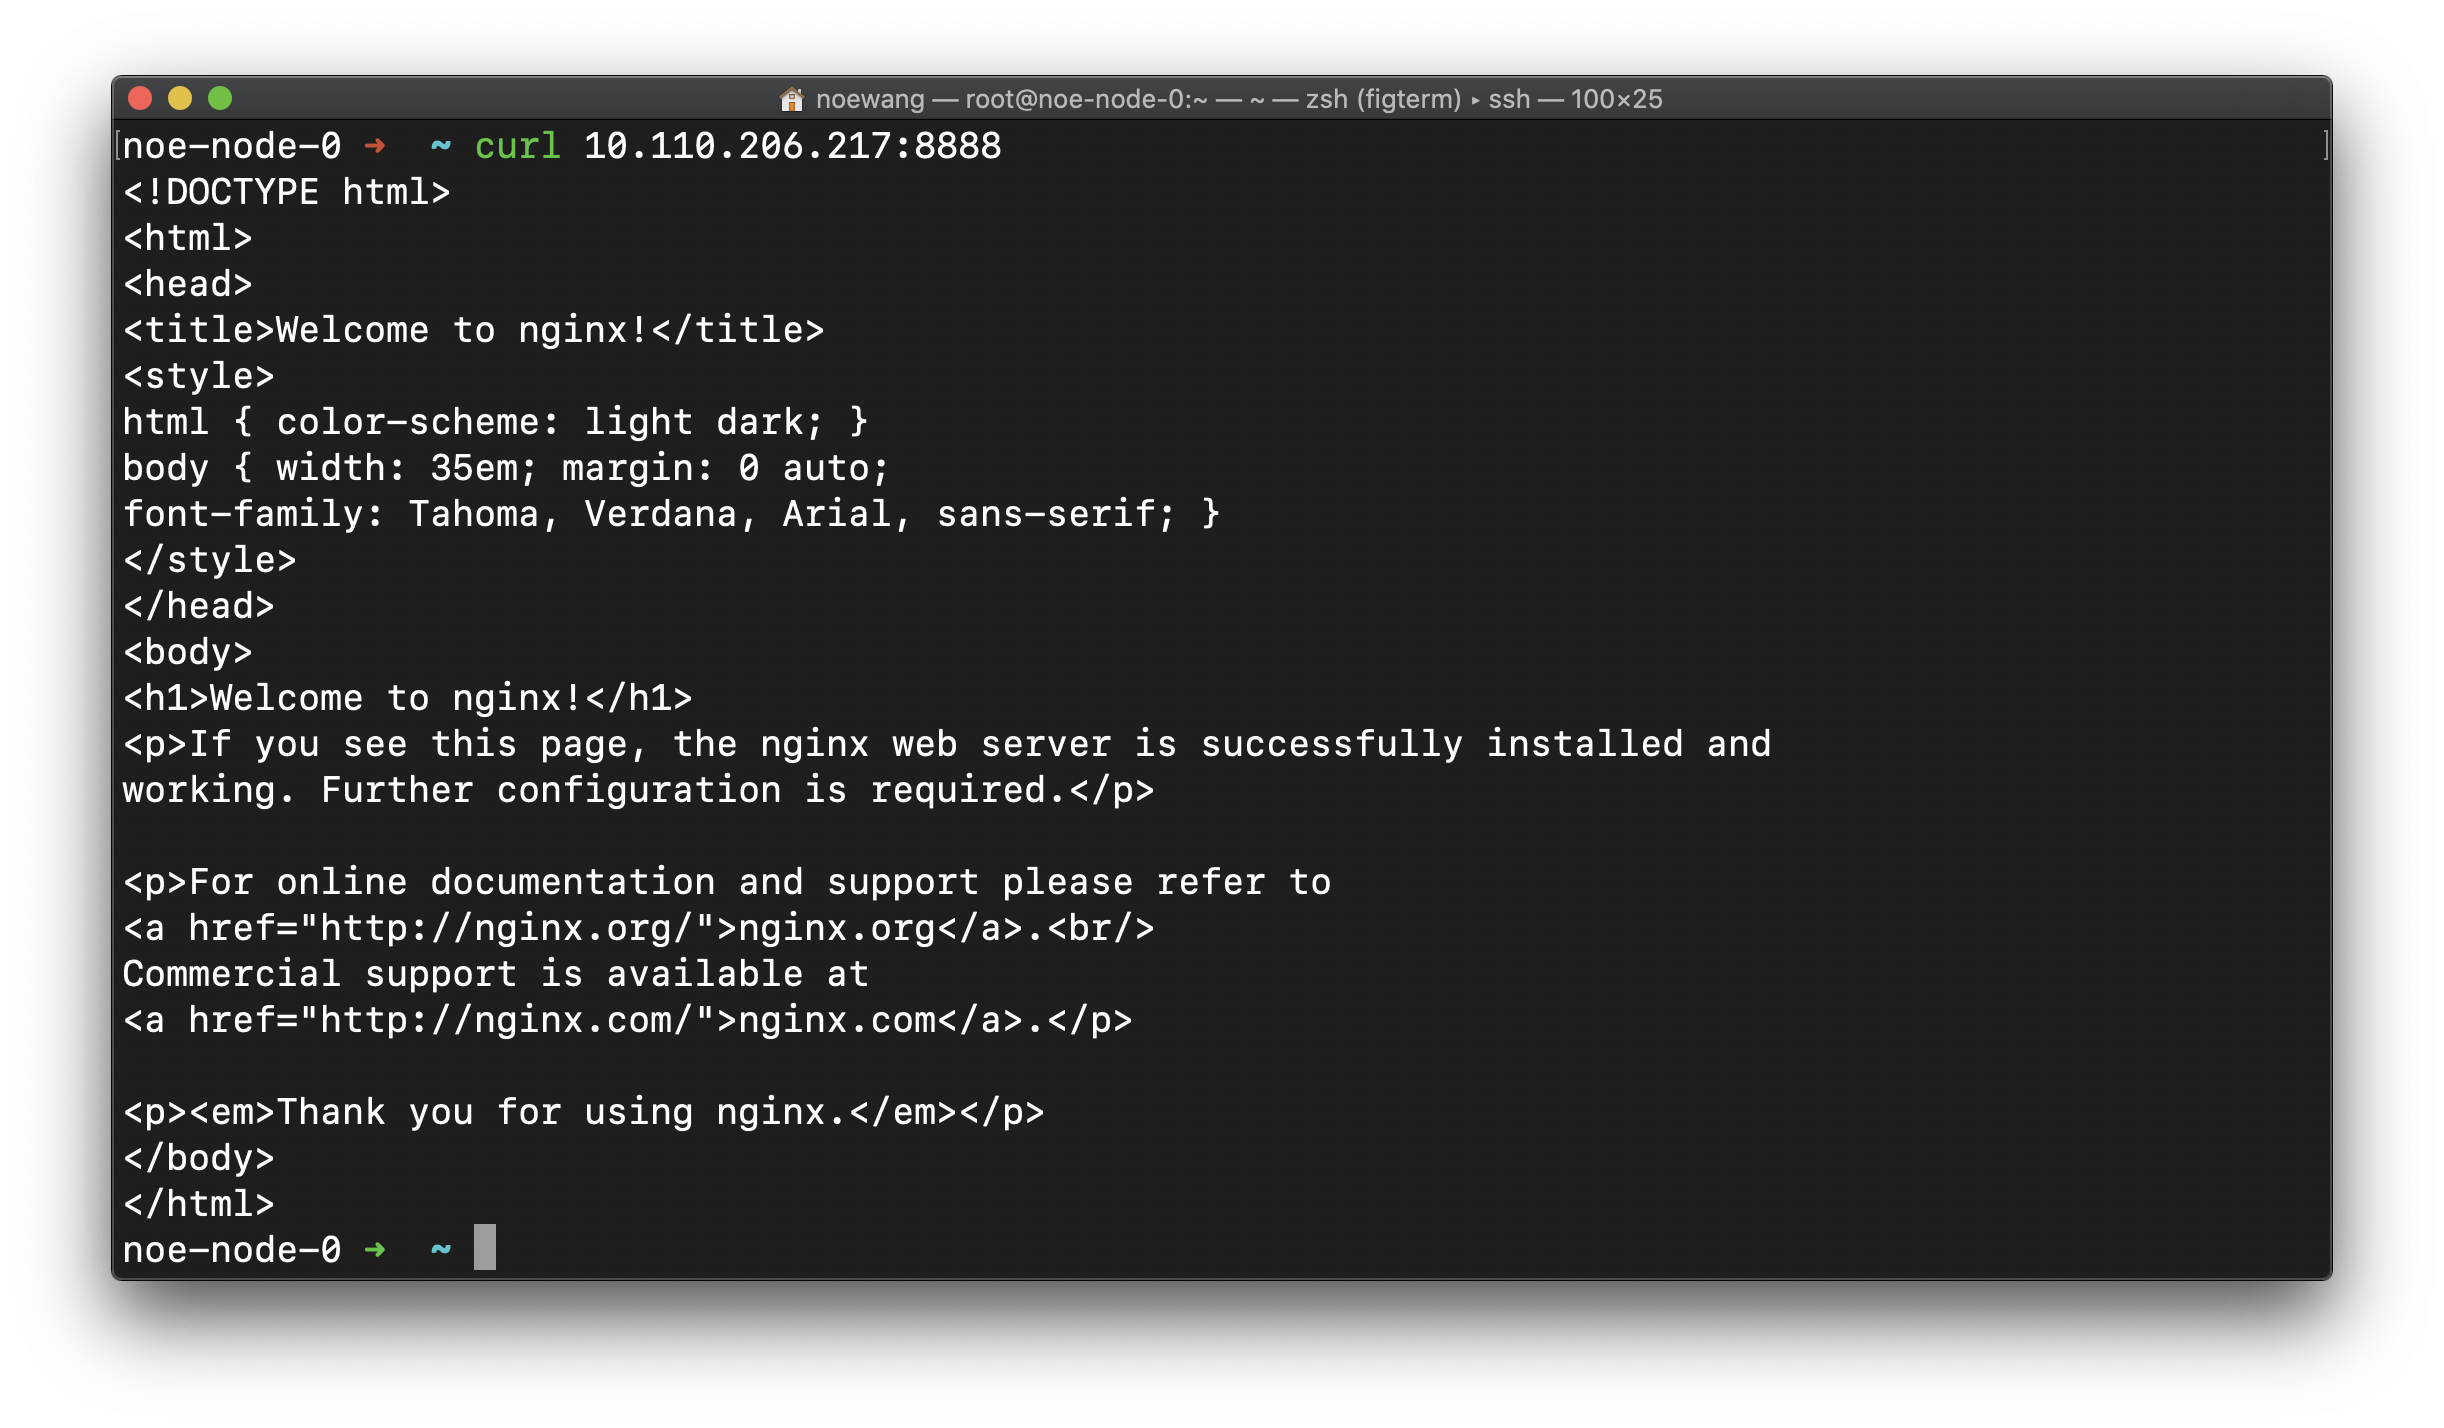 noewang — root@noe-node-0:~ — ~ — zsh (figterm) ▸ ssh — 100×25
noe-node-0 ➜  ~ curl 10.110.206.217:8888
<!DOCTYPE html>
<html>
<head>
<title>Welcome to nginx!</title>
<style>
html { color-scheme: light dark; }
body { width: 35em; margin: 0 auto;
font-family: Tahoma, Verdana, Arial, sans-serif; }
</style>
</head>
<body>
<h1>Welcome to nginx!</h1>
<p>If you see this page, the nginx web server is successfully installed and
working. Further configuration is required.</p>

<p>For online documentation and support please refer to
<a href="http://nginx.org/">nginx.org</a>.<br/>
Commercial support is available at
<a href="http://nginx.com/">nginx.com</a>.</p>

<p><em>Thank you for using nginx.</em></p>
</body>
</html>
noe-node-0 ➜  ~